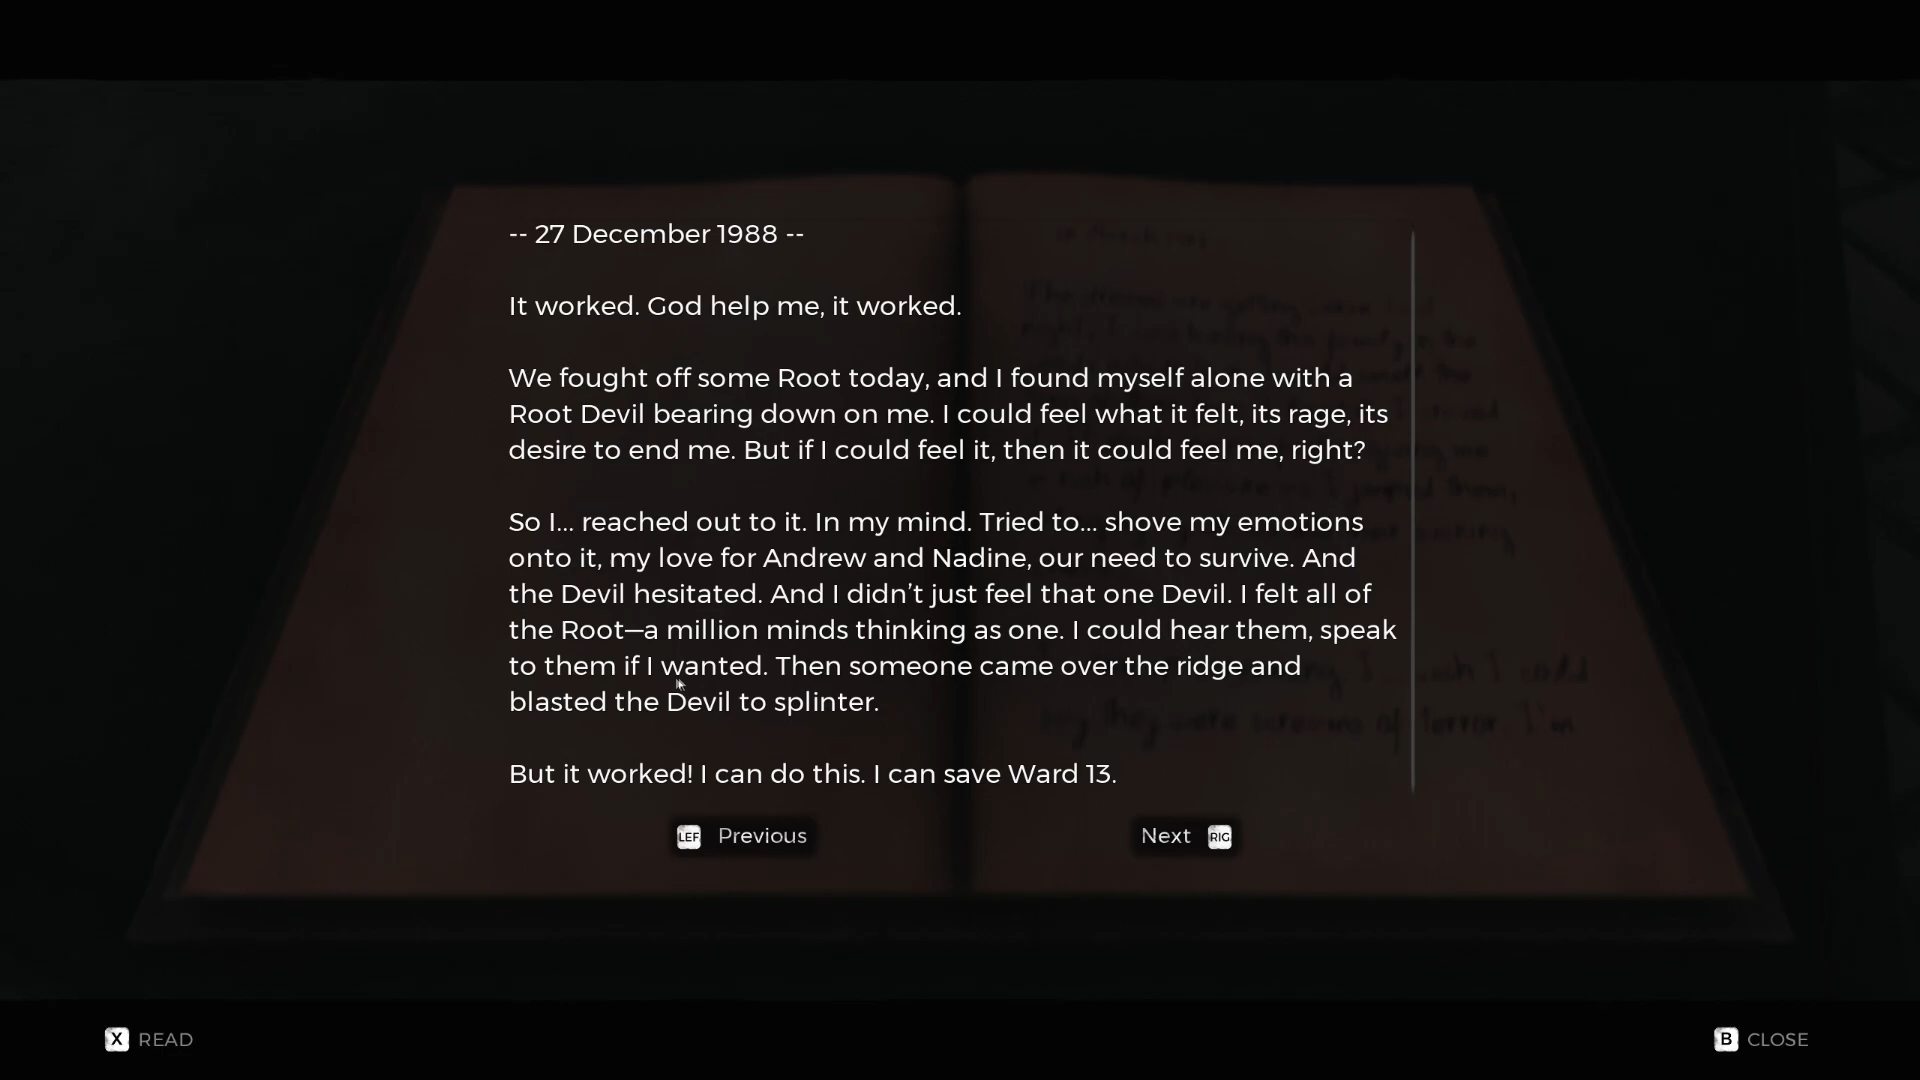 -- 27 December 1988 --
It worked. God help me, it worked.
We fought off some Root today, and I found myself alone with a
Root Devil bearing down on me. I could feel what it felt, its rage, its
desire to end me. But if I could feel it, then it could feel me, right?
So I... reached out to it. In my mind. Tried to... shove my emotions
onto it, my love for Andrew and Nadine, our need to survive. And
the Devil hesitated. And I didn’t just feel that one Devil. I felt all of
the Root—a million minds thinking as one. I could hear them, speak
to them if I wanted. Then someone came over the ridge and
blasted the Devil to splinter.
But it worked! I can do this. I can save Ward 13.
LEF Previous
Next RIG
X READ
B CLOSE